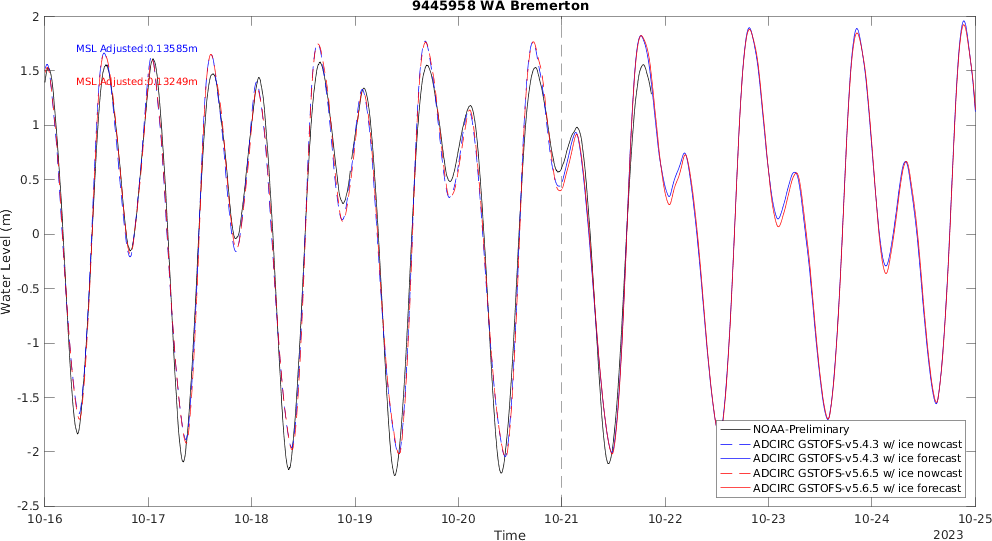 9445958 WA Bremerton
MSL Adjusted:0.13585m
MSL Adjusted:0.13249m
Water Level (m)
2
1.5
1
0.5
0
-0.5
-1
-1.5
-2
-2.5
NOAA-Preliminary
ADCIRC GSTOFS-v5.4.3 w/ ice nowcast
ADCIRC GSTOFS-v5.4.3 w/ ice forecast
ADCIRC GSTOFS-v5.6.5 w/ ice nowcast
ADCIRC GSTOFS-v5.6.5 w/ ice forecast
10-16 10-17 10-18 10-19 10-20 10-21 10-22 10-23 10-24 10-25
Time
2023